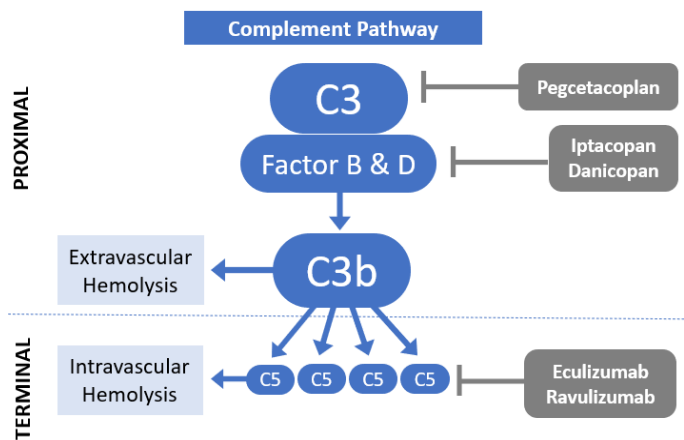 Complement Pathway
PROXIMAL
C3
Pegcetacoplan
Factor B & D
Iptacopan
Danicopan
Extravascular
Hemolysis
C3b
TERMINAL
Intravascular
Hemolysis
C5
C5
C5
C5
Eculizumab
Ravulizumab